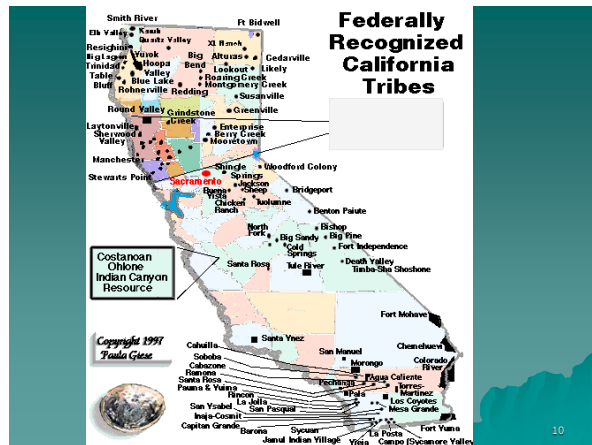 Federally
Recognized
California
Tribes
Smith River
Ft Bidwell
Elk Valley
Karuk
Quartz Valley
Resighini
Yurok
XL Ranch
Big Lagoon
Hoopa
Big
Alturas
Cedarville
Trinidad
Valley
Bend
Lookout
Likely
Table
Blue Lake
Roaring Creek
Bluff
Rohnerville
Redding
Montgomery Creek
Susanville
Round Valley
Grindstone
Creek
Greenville
Laytonville
Enterprise
Sherwood
Valley
Berry Creek
Mooretown
Manchester
Stewarts Point
Shingle
Springs
Woodford Colony
Sacramento
Jackson
Buena
Vista
Sheep
Bridgeport
Chicken
Ranch
Tuolumne
Benton Paiute
North
Fork
Bishop
Big Sandy
Big Pine
Cold
Springs
Fort Independence
Costanoan
Ohlone
Indian Canyon
Resource
Santa Rosa
Tule River
Death Valley
Timba-Sha Shoshone
Fort Mohave
Copyright 1997
Paula Giese
Santa Ynez
Chemehuevi
Cahuilla
San Manuel
Colorado
River
Soboba
Morongo
Cabazone
Ramona
Agua Caliente
Santa Rosa
Pechanga
Torres-
Martinez
Pauma & Yuina
Pala
Rincon
Los Coyotes
La Jolla
Mesa Grande
San Ysabel
San Pasqual
Inaja-Cosmit
Capitan Grande
Barona
Sycuan
La Posta
Fort Yuma
Janul Indian Village
Vieja
Campo
(Sycamore Valley
10